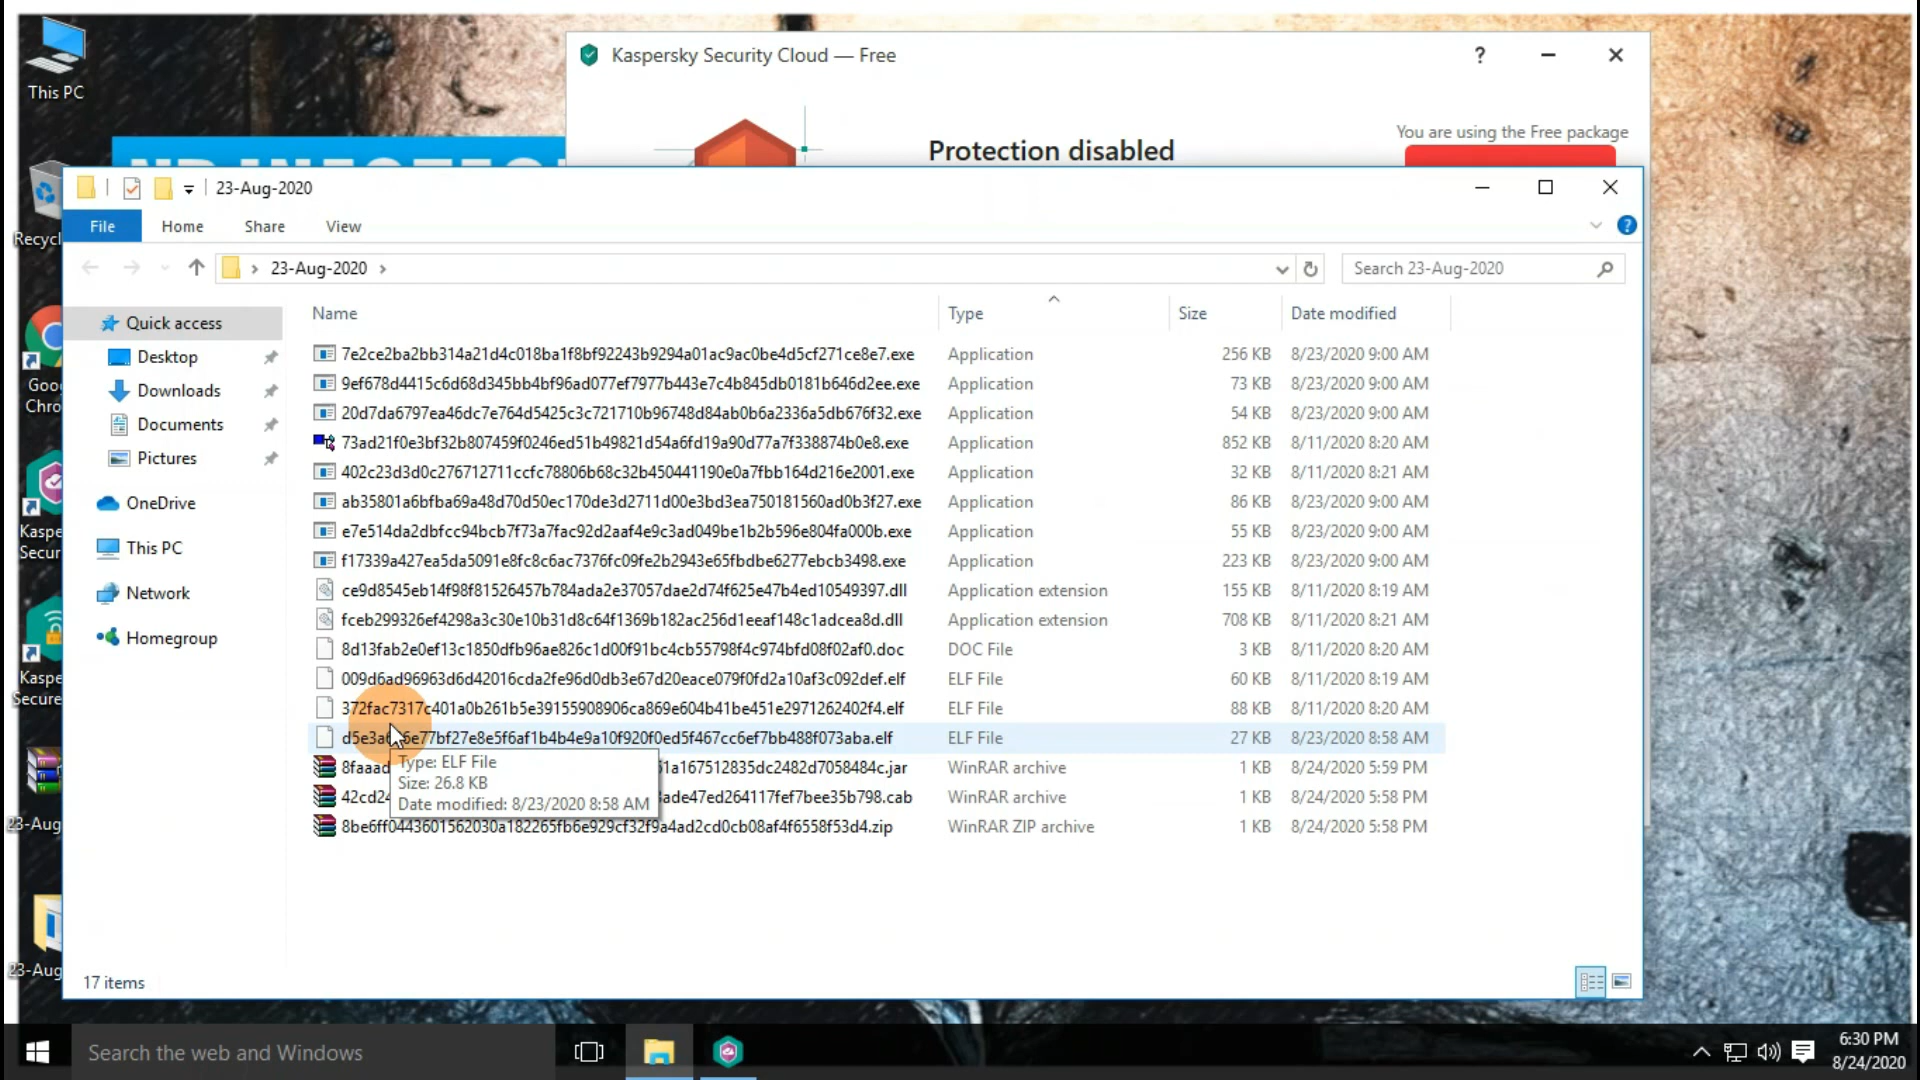 This PC
Kaspersky Security Cloud — Free
?
You are using the Free package
Protection disabled
23-Aug-2020
File Home Share View
23-Aug-2020
Search 23-Aug-2020
Name Type Size Date modified
Quick access
Desktop
Downloads
Documents
Pictures
OneDrive
This PC
Network
Homegroup
7e2ce2ba2bb314a21d4c018ba1f8bf92243b9294a01ac9ac0be4d5cf271ce8e7.exe Application 256 KB 8/23/2020 9:00 AM
9ef678d4415c6d68d345bb4bf96ad077ef7977b443e7c4b845db0181b646d2ee.exe Application 73 KB 8/23/2020 9:00 AM
20d7da6797ea46dc7e764d5425c3c721710b96748d84ab0b6a2336a5db676f32.exe Application 54 KB 8/23/2020 9:00 AM
73ad21f0e3bf32b807459f0246ed51b49821d54a6fd19a90d77a7f338874b0e8.exe Application 852 KB 8/11/2020 8:20 AM
402c23d3d0c276712711ccfc78806b68c32b450441190e0a7fbb164d216e2001.exe Application 32 KB 8/11/2020 8:21 AM
ab35801a6bfba69a48d70d50ec170de3d2711d00e3bd3ea750181560ad0b3f27.exe Application 86 KB 8/23/2020 9:00 AM
e7e514da2dbfcc94bcb7f73a7fac92d2aaf4e9c3ad049be1b2b596e804fa000b.exe Application 55 KB 8/23/2020 9:00 AM
f17339a427ea5da5091e8fc8c6ac7376fc09fe2b2943e65fbdbe6277ebcb3498.exe Application 223 KB 8/23/2020 9:00 AM
ce9d8545eb14f98f81526457b784ada2e37057dae2d74f625e47b4ed10549397.dll Application extension 155 KB 8/11/2020 8:19 AM
fceb299326ef4298a3c30e10b31d8c64f1369b182ac256d1eeaf148c1adcea8d.dll Application extension 708 KB 8/11/2020 8:21 AM
8d13fab2e0ef13c1850dfb96ae826c1d00f91bc4cb55798f4c974bfd08f02af0.doc DOC File 3 KB 8/11/2020 8:20 AM
009d6ad96963d6d42016cda2fe96d0db3e67d20eace079f0fd2a10af3c092def.elf ELF File 60 KB 8/11/2020 8:19 AM
372fac7317c401a0b261b5e39155908906ca869e604b41be451e2971262402f4.elf ELF File 88 KB 8/11/2020 8:20 AM
ELF File 27 KB 8/23/2020 8:58 AM
WinRAR archive 1 KB 8/24/2020 5:59 PM
WinRAR archive 1 KB 8/24/2020 5:58 PM
8be6ff0443601562030a182265fb6e929cf32f9a4ad2cd0cb08af4f6558f53d4.zip WinRAR ZIP archive 1 KB 8/24/2020 5:58 PM
Type: ELF File
Size: 26.8 KB
Date modified: 8/23/2020 8:58 AM
17 items
Recycl
Goo
Chro
Kaspe
Secur
Kaspe
Secure
23-Aug
23-Aug
Search the web and Windows
6:30 PM
8/24/2020